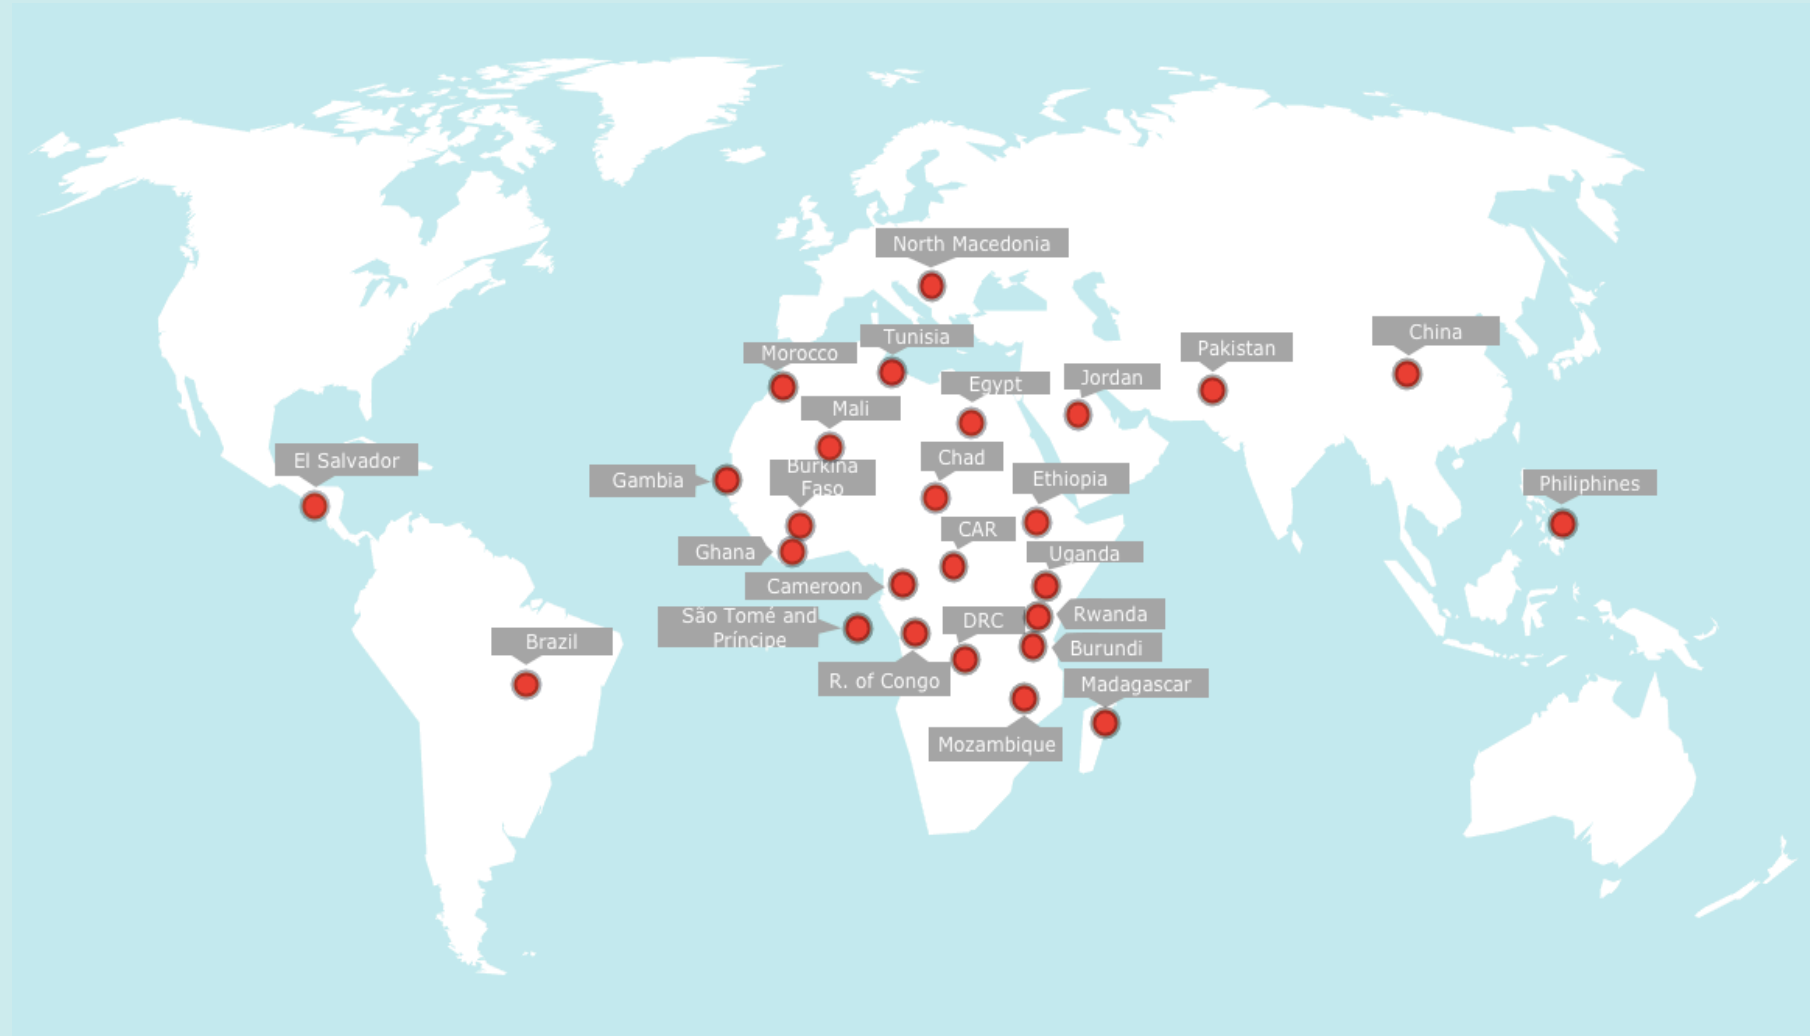 North Macedonia
Tunisia
Morocco
China
Pakistan
Egypt
Jordan
Mali
El Salvador
Chad
Gambia
Burkina
Faso
Ethiopia
Philiphines
CAR
Ghana
Uganda
Cameroon
São Tomé and
Príncipe
DRC
Rwanda
Brazil
Burundi
R. of Congo
Madagascar
Mozambique